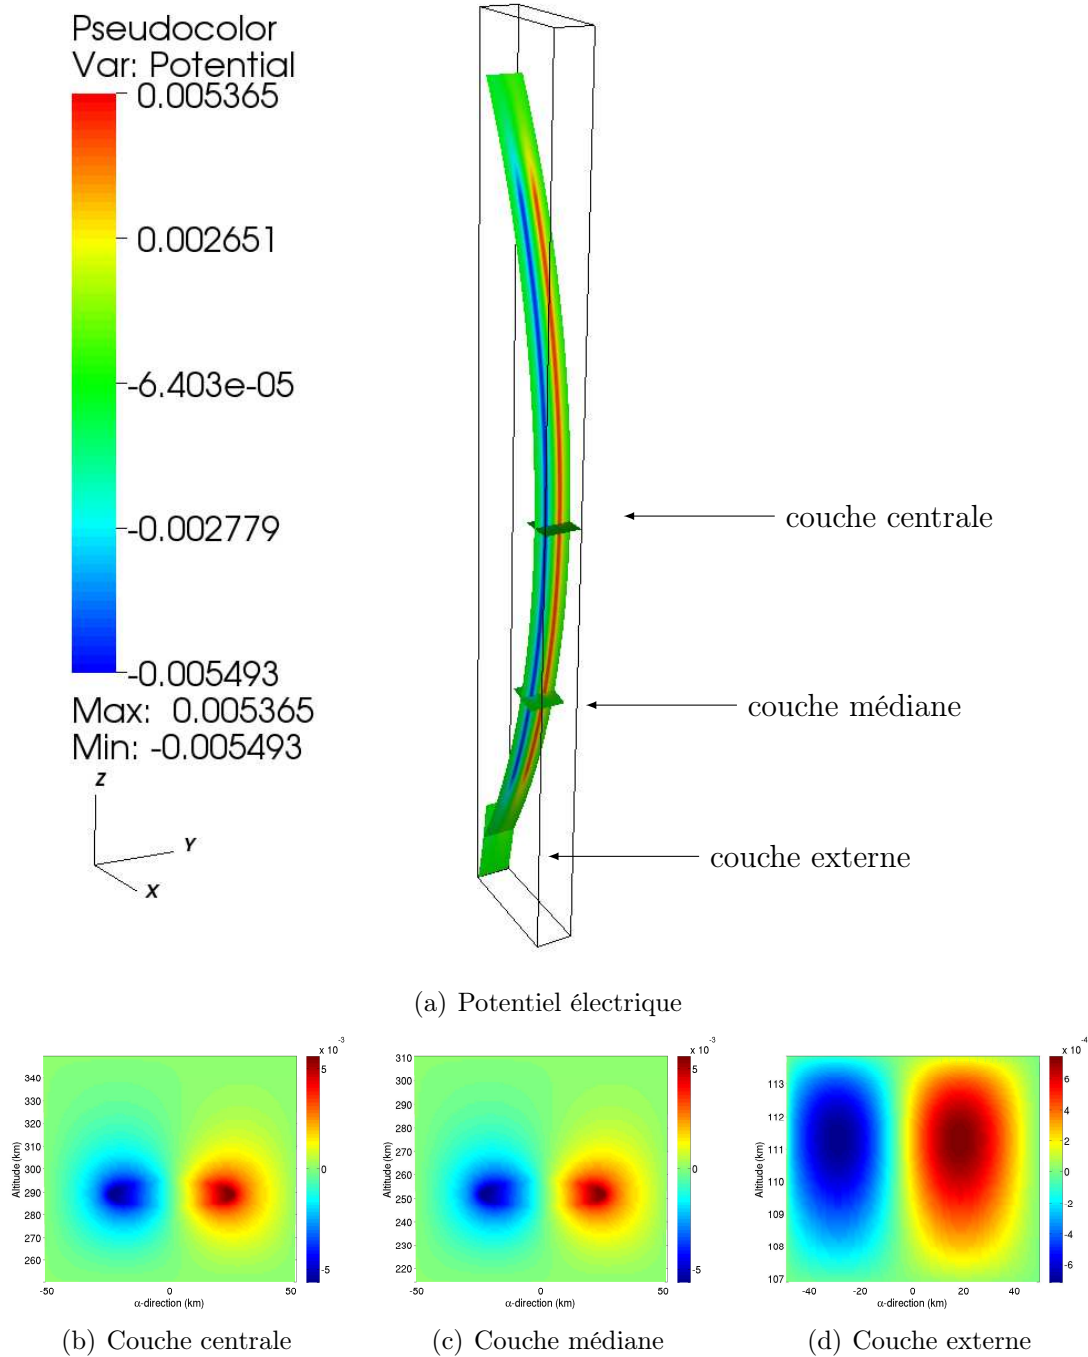 Pseudocolor
Var: Potential
0.005365
0.002651
-6.403e-05
-0.002779
-0.005493
Max: 0.005365
Min: -0.005493
Z
Y
X
couche centrale
couche médiane
couche externe
(a) Potentiel électrique
x 10^-3
5
0
-5
340
330
320
310
300
290
280
270
260
Altitude (km)
-50
0
50
α-direction (km)
(b) Couche centrale
x 10^-3
5
0
-5
310
300
290
280
270
260
250
240
230
220
Altitude (km)
-50
0
50
α-direction (km)
(c) Couche médiane
x 10^-4
6
4
2
0
-2
-4
-6
113
112
111
110
109
108
107
Altitude (km)
-40
-20
0
20
40
α-direction (km)
(d) Couche externe